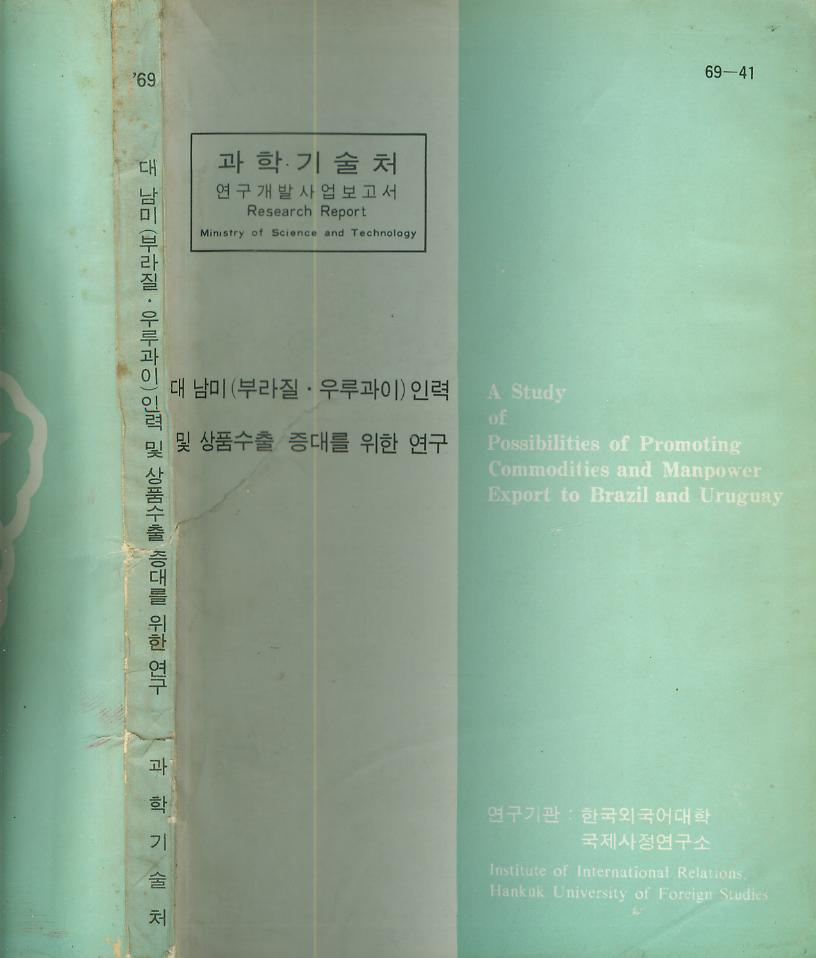 '69
대 남미(부라질·우루과이)인력 및 상품수출 증대를 위한 연구
과학기술처
69—41
과학·기술처
연구개발사업보고서
Research Report
Ministry of Science and Technology
대 남미(부라질·우루과이)인력
및 상품수출 증대를 위한 연구
A Study
of
Possibilities of Promoting
Commodities and Manpower
Export to Brazil and Uruguay
연구기관 : 한국외국어대학
국제사정연구소
Institute of International Relations,
Hankuk University of Foreign Studies